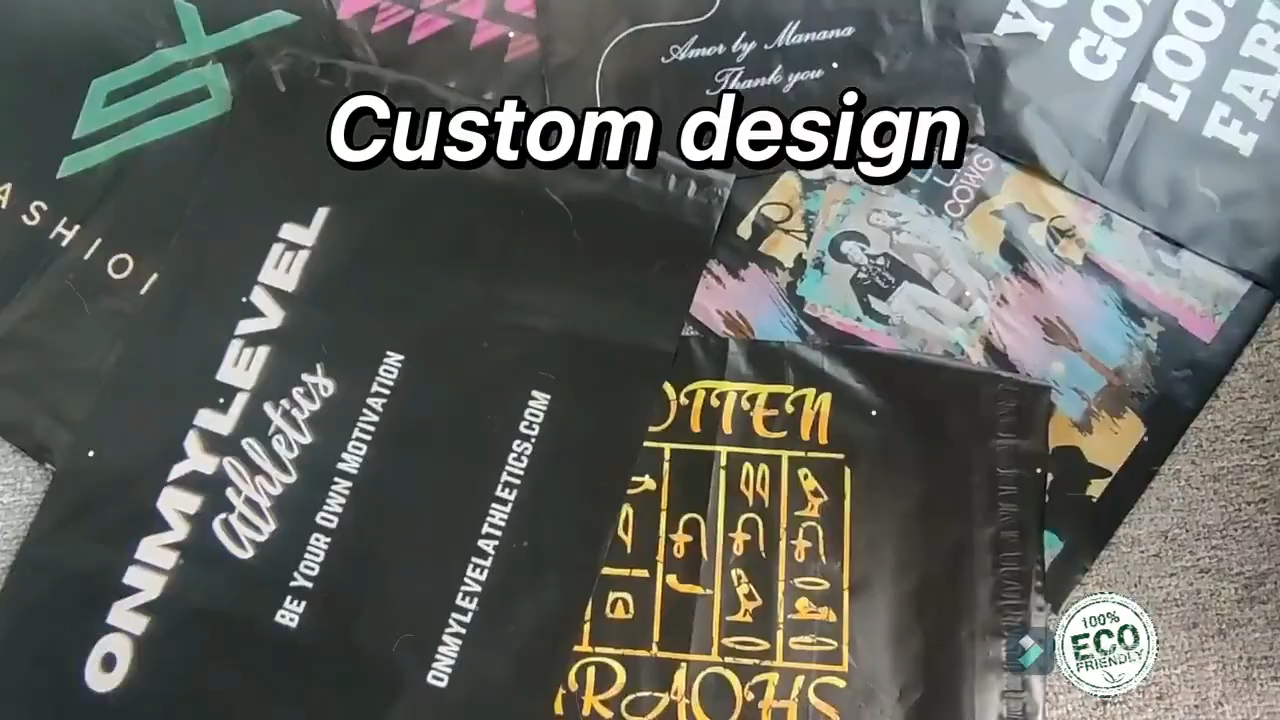 Custom design
Amor by Manana
Thank you
GO
LOO
FAB
COWG
ASHIO
ONMYLEVEL
athletics
BE YOUR OWN MOTIVATION
ONMYLEVELATHLETICS.COM
OTTEN
RAOHS
100%
ECO
FRIENDLY